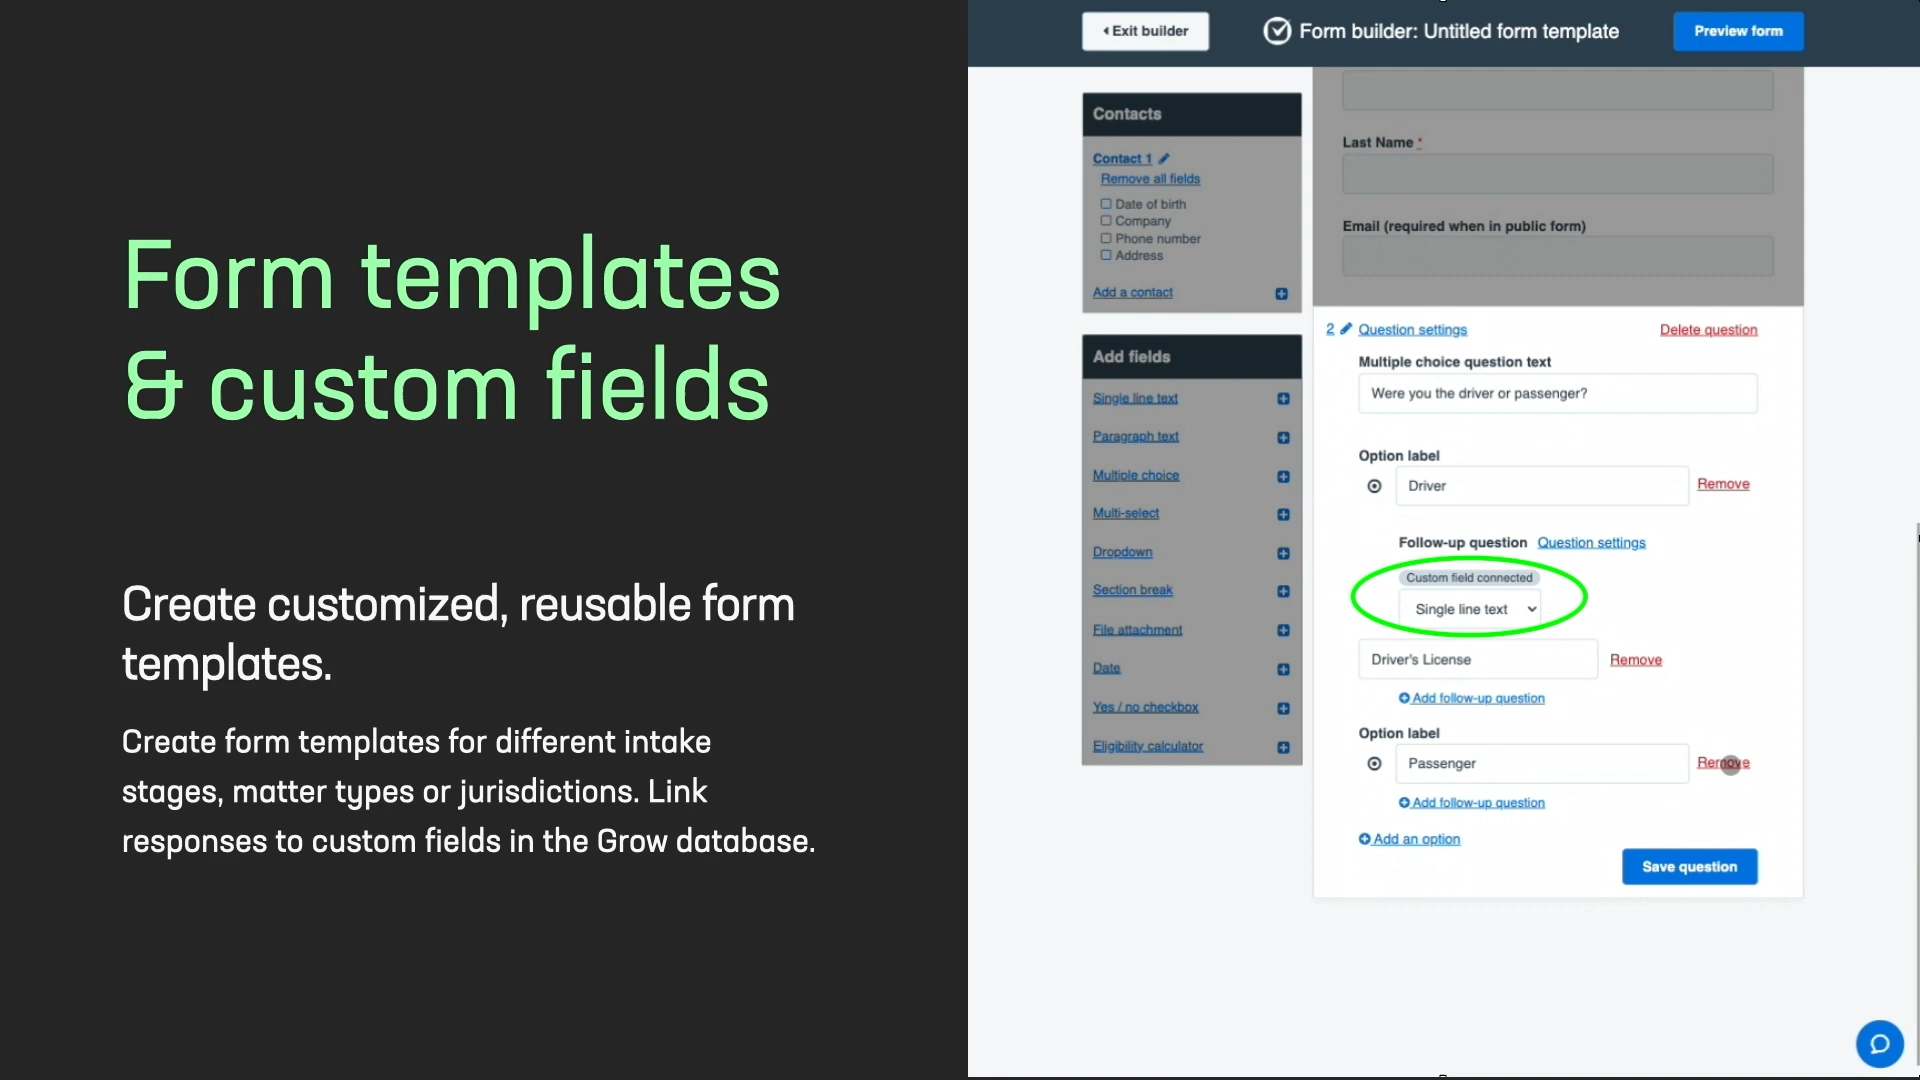 Form templates
& custom fields
Create customized, reusable form
templates.
Create form templates for different intake
stages, matter types or jurisdictions. Link
responses to custom fields in the Grow database.
Exit builder
Form builder: Untitled form template
Preview form
Contacts
Contact 1
Remove all fields
Date of birth
Company
Phone number
Address
Add a contact
Add fields
Single line text
Paragraph text
Multiple choice
Multi-select
Dropdown
Section break
File attachment
Date
Yes / no checkbox
Eligibility calculator
Last Name *
Email (required when in public form)
2 Question settings
Delete question
Multiple choice question text
Were you the driver or passenger?
Option label
Driver
Remove
Follow-up question Question settings
Custom field connected
Single line text
Driver's License
Remove
Add follow-up question
Option label
Passenger
Remove
Add follow-up question
Add an option
Save question